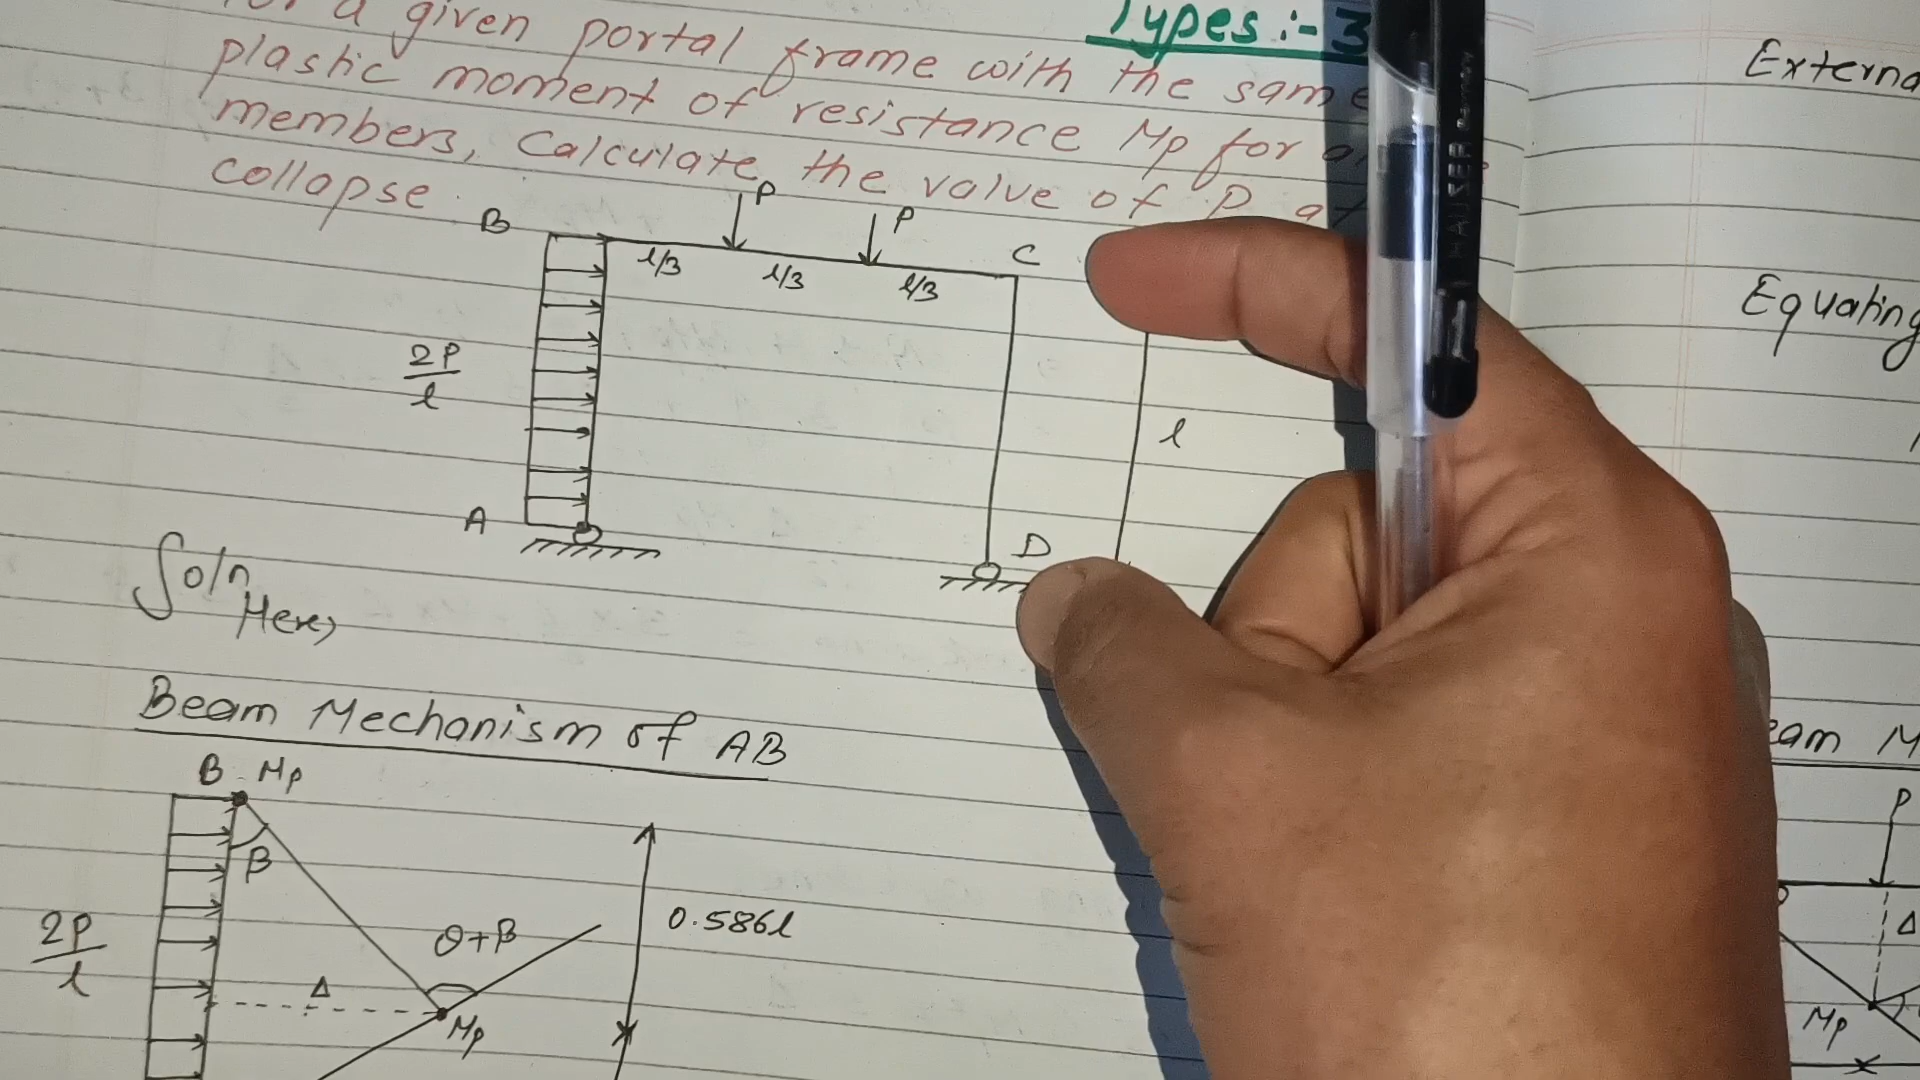 Types :- 3
a given portal frame with the same
plastic moment of resistance Mp for
members, Calculate the value of P at
collapse.
P
P
B
C
l/3
l/3
l/3
2P
l
l
A
D
Soln
Here,
Beam Mechanism of AB
B Mp
β
θ+β
0.586l
2P
l
Δ
Mp
Externa
Equating
eam M
P
Δ
Mp
HAUSER